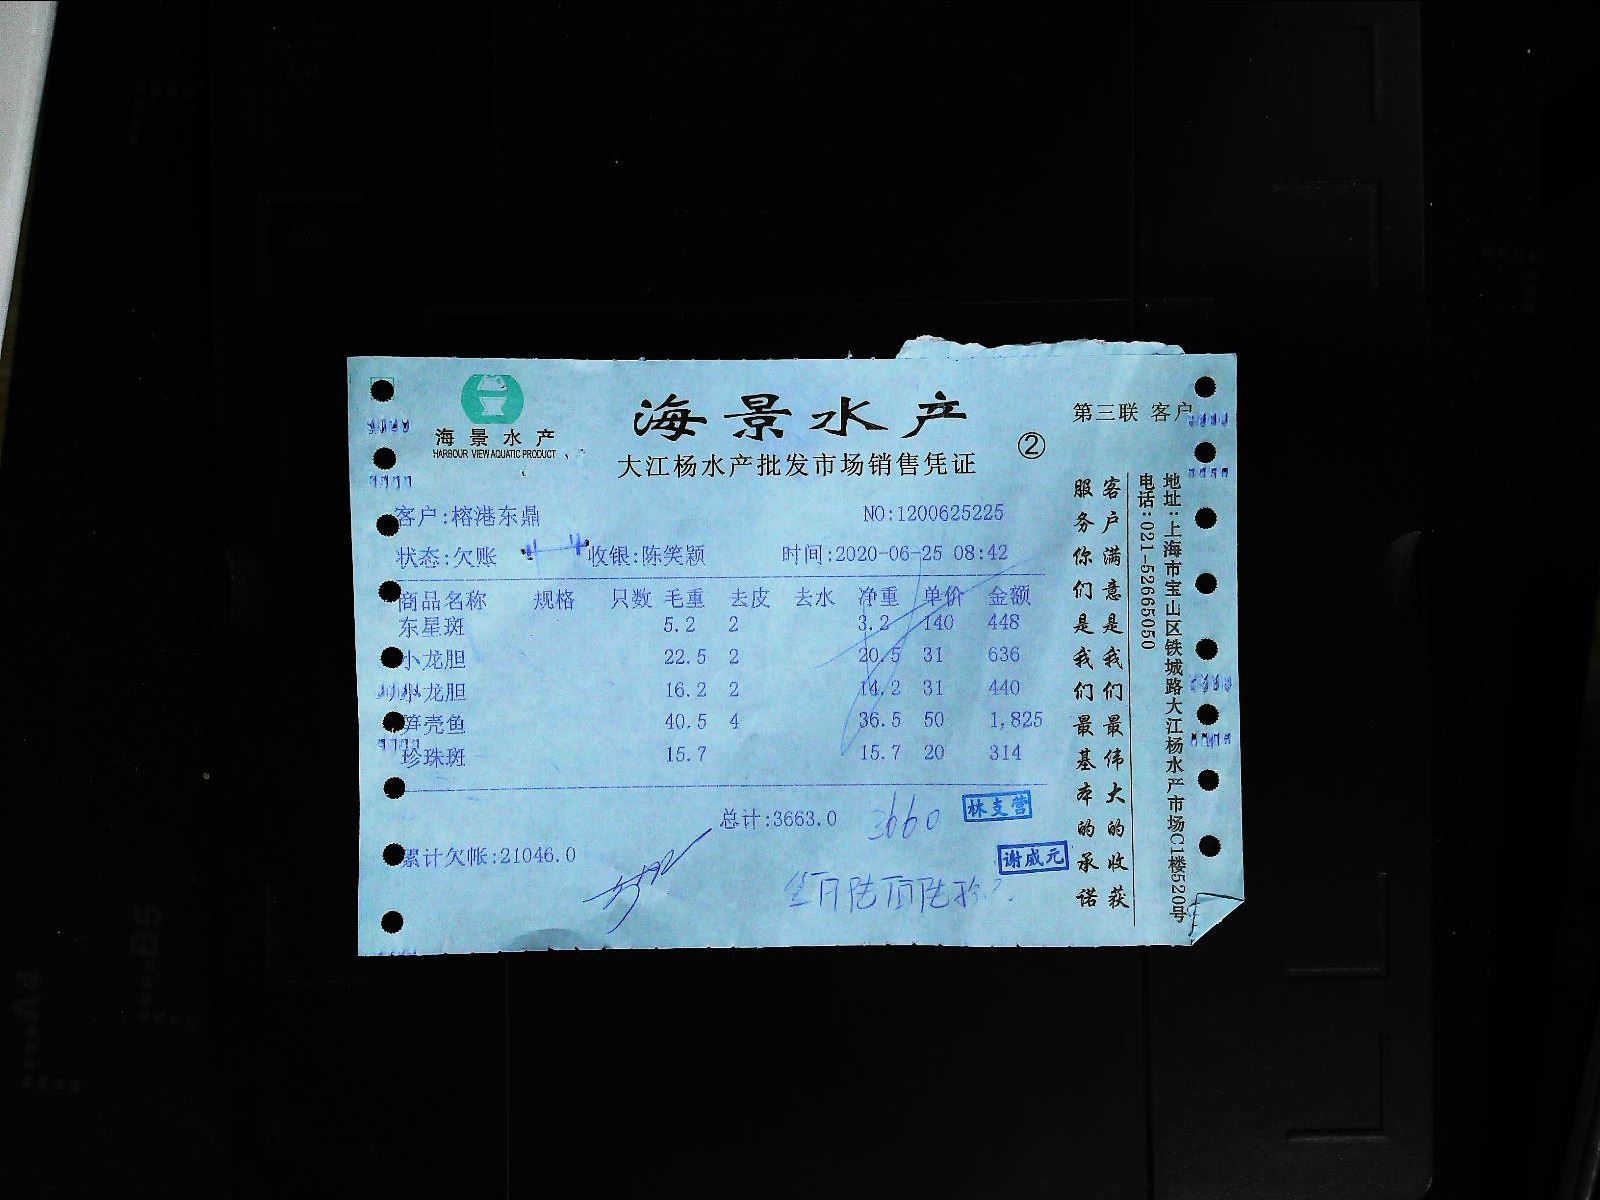 海景水产
HARBOUR VIEW AQUATIC PRODUCT
海景水产
大江杨水产批发市场销售凭证
②
第三联 客户
客户:榕港东鼎 NO:1200625225
状态:欠账 收银:陈笑颖 时间:2020-06-25 08:42
商品名称 规格 只数 毛重 去皮 去水 净重 单价 金额
东星斑 5.2 2 3.2 140 448
小龙胆 22.5 2 20.5 31 636
小龙胆 16.2 2 14.2 31 440
笋壳鱼 40.5 4 36.5 50 1,825
珍珠斑 15.7 15.7 20 314
总计:3663.0 3660
林支营
累计欠帐:21046.0
谢威元
客户满意是我们最伟大的收获
服务你们是我们最基本的承诺
地址:上海市宝山区铁城路大江杨水产市场C1楼520号
电话:021-52665050